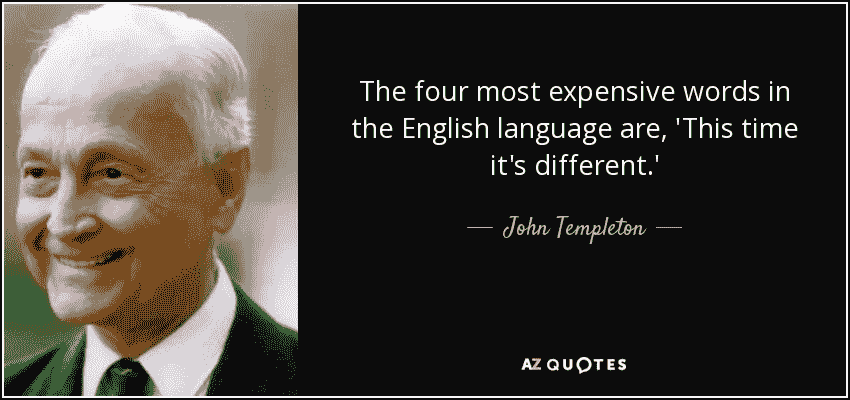 The four most expensive words in
the English language are, 'This time
it's different.'
— John Templeton —
AZ QUOTES